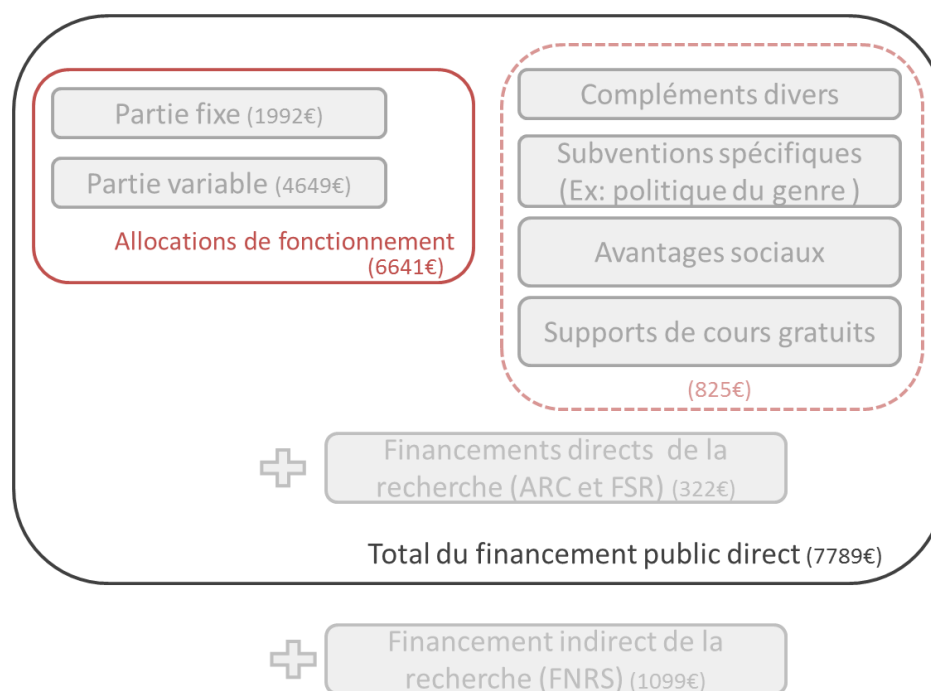 Partie fixe (1992€)
Partie variable (4649€)
Allocations de fonctionnement
(6641€)
Compléments divers
Subventions spécifiques
(Ex: politique du genre )
Avantages sociaux
Supports de cours gratuits
(825€)
Financements directs de la
recherche (ARC et FSR) (322€)
Total du financement public direct (7789€)
Financement indirect de la
recherche (FNRS) (1099€)